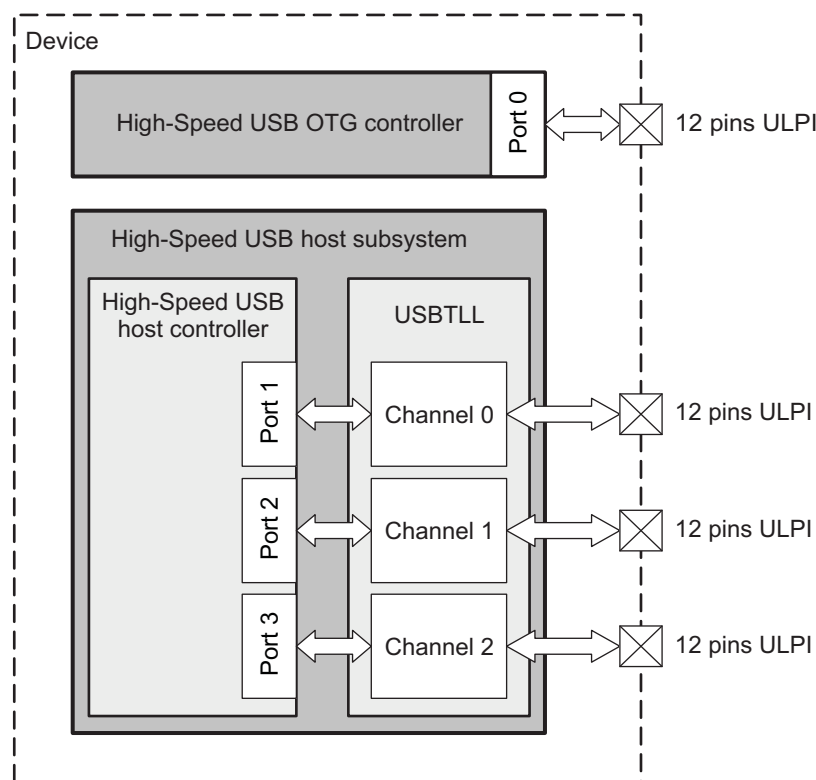 Device
High-Speed USB OTG controller
Port 0
12 pins ULPI
High-Speed USB host subsystem
High-Speed USB
host controller
USBTLL
Port 1
Channel 0
12 pins ULPI
Port 2
Channel 1
12 pins ULPI
Port 3
Channel 2
12 pins ULPI